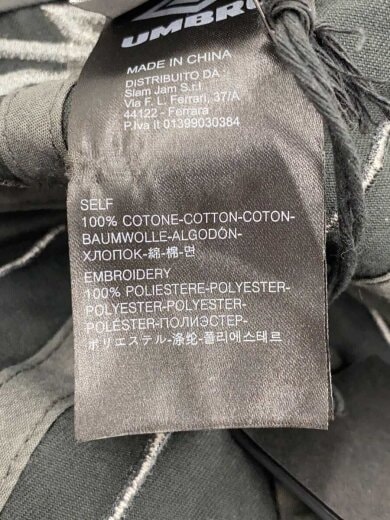 UMBRO
MADE IN CHINA
DISTRIBUITO DA :
Slam Jam S.r.l
Via F. L. Ferrari, 37/A
44122 - Ferrara
P.iva it 01399030384
SELF
100% COTONE-COTTON-COTON-
BAUMWOLLE-ALGODÓN-
ХЛОПОК-綿-棉-면
EMBROIDERY
100% POLIESTERE-POLYESTER-
POLYESTER-POLYESTER-
POLÉSTER-ПОЛИЭСТЕР-
ポリエステル-涤纶-폴리에스테르